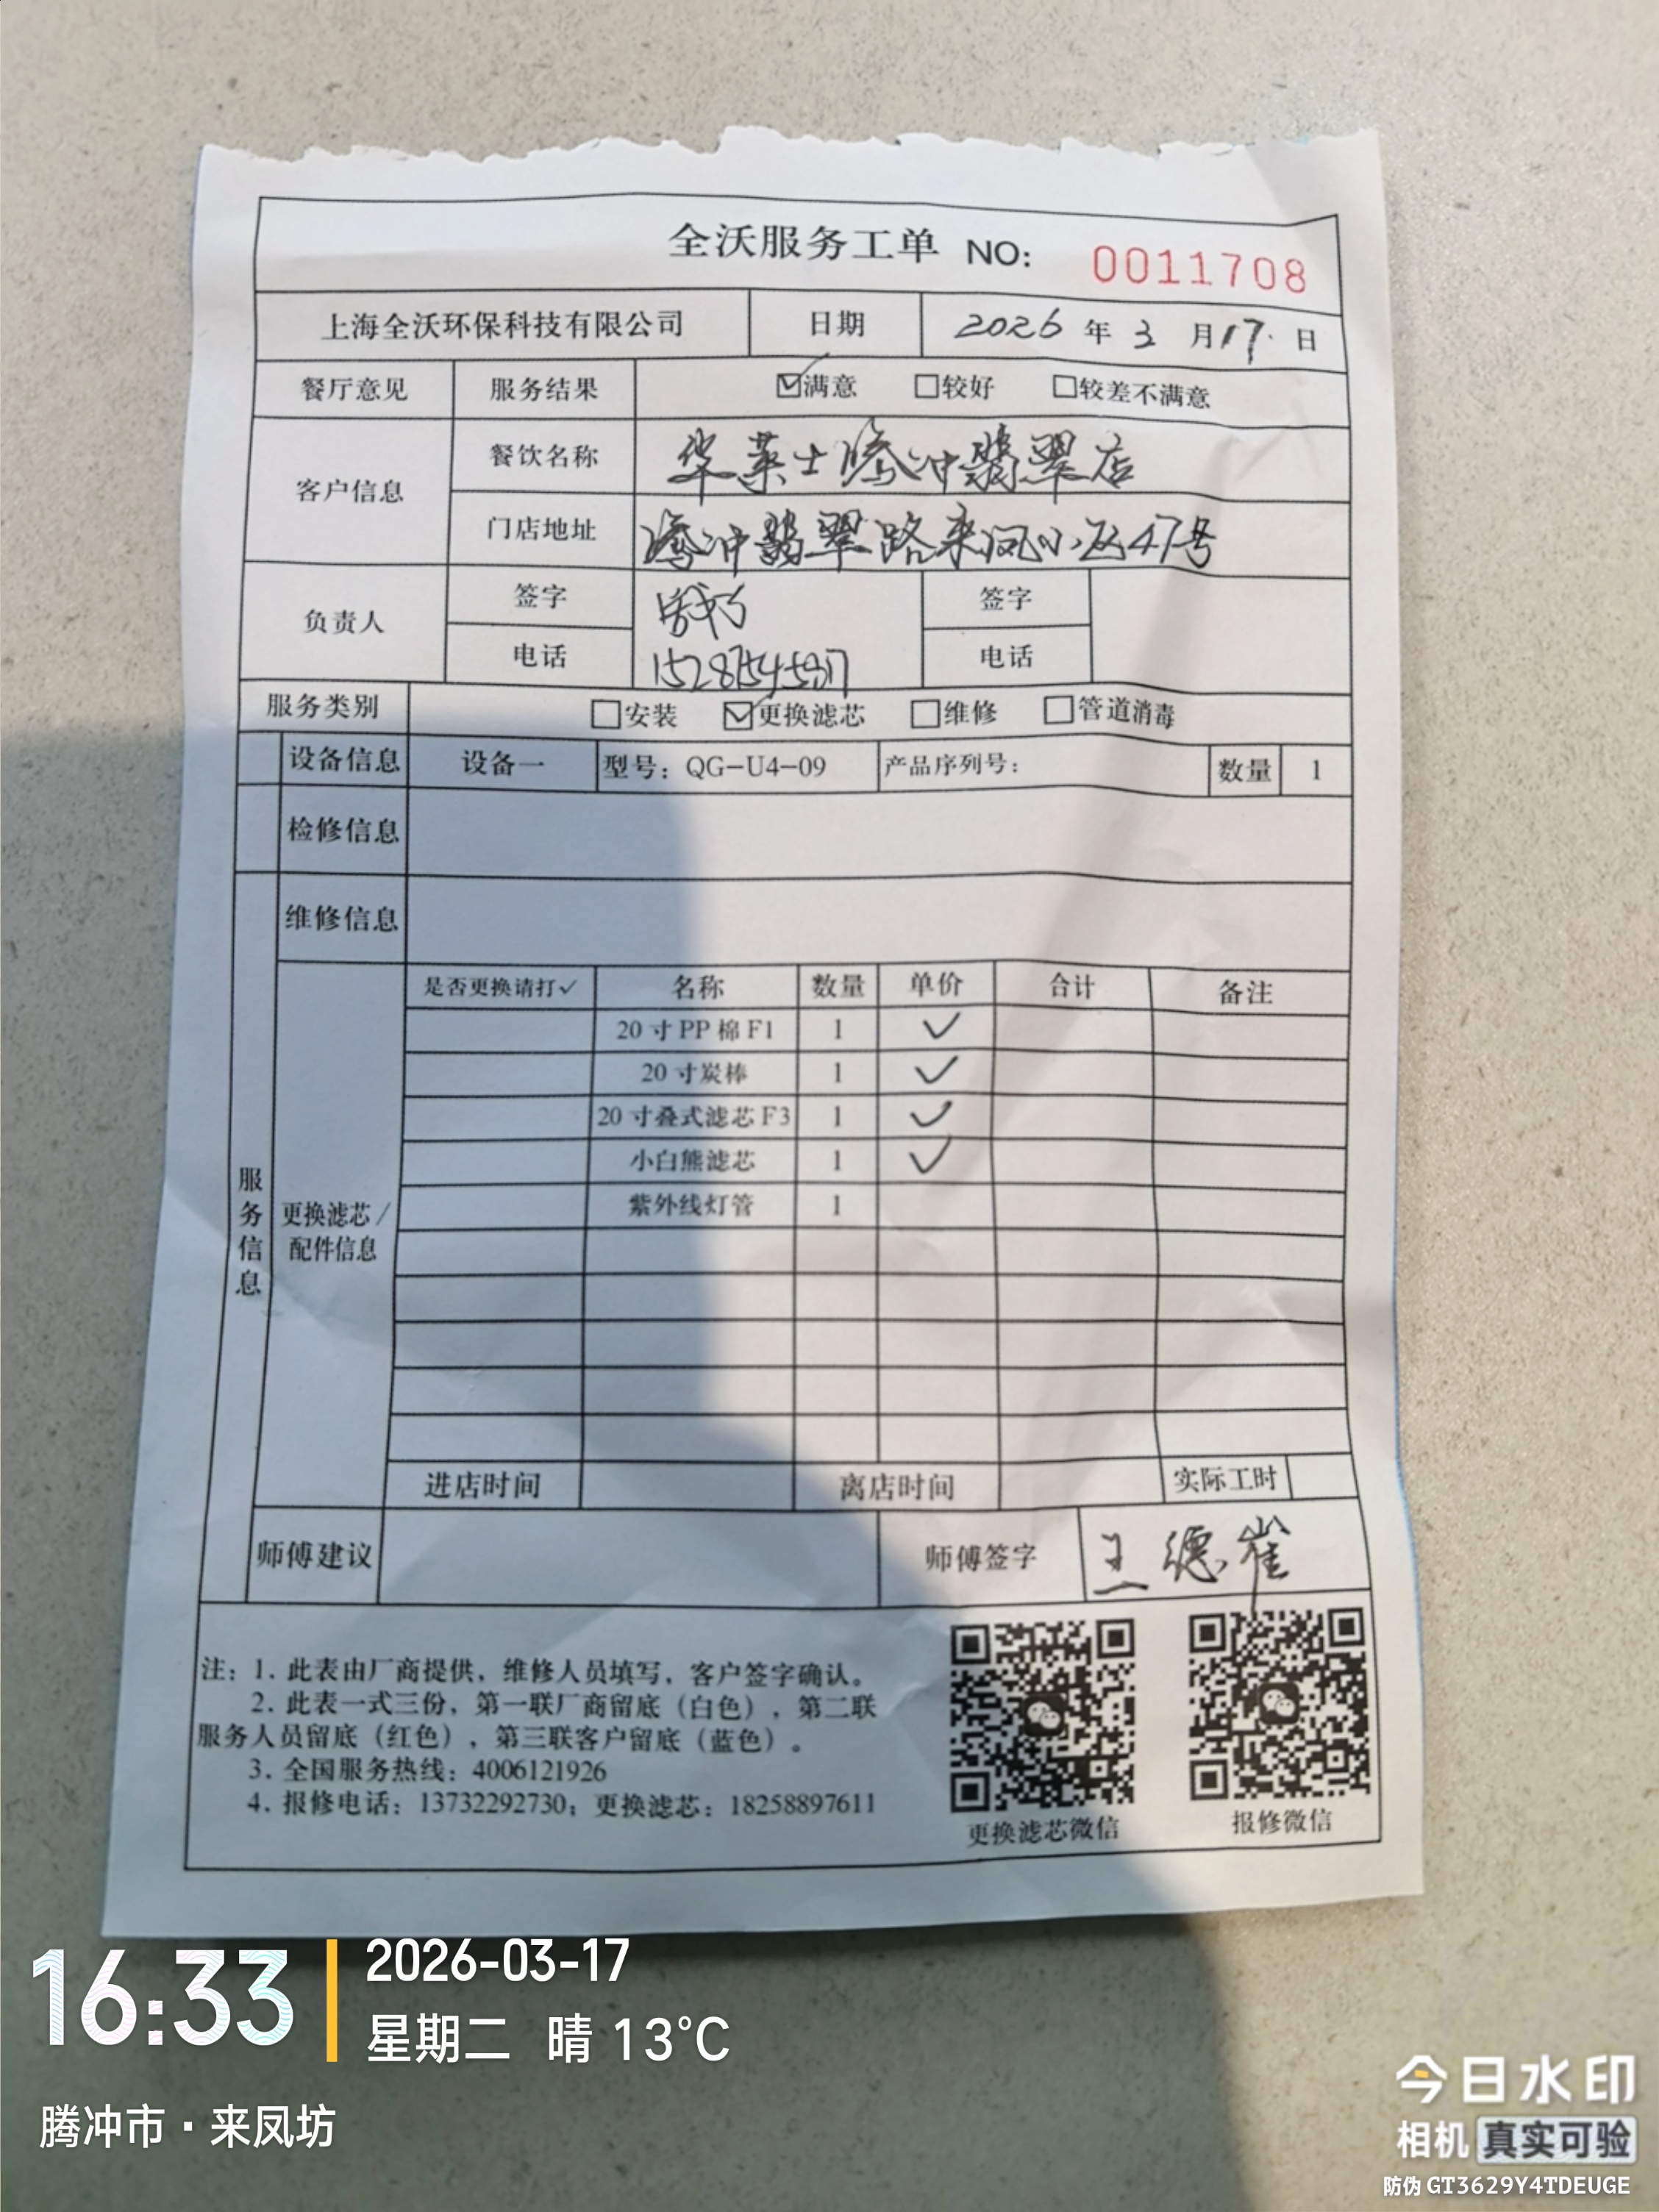 全沃服务工单 NO: 0011708
上海全沃环保科技有限公司 日期 2026 年 3 月 17 日
餐厅意见 服务结果 ☑满意 □较好 □较差不满意
客户信息 餐饮名称 华莱士腾冲翡翠店
门店地址 腾冲翡翠路来凤小区47号
负责人 签字 签字
电话 电话
服务类别 □安装 ☑更换滤芯 □维修 □管道消毒
设备信息 设备一 型号：QG-U4-09 产品序列号： 数量 1
检修信息
维修信息
服务信息
更换滤芯/
配件信息
是否更换请打✓ 名称 数量 单价 合计 备注
20寸PP棉F1 1 ✓
20寸炭棒 1 ✓
20寸叠式滤芯F3 1 ✓
小白熊滤芯 1 ✓
紫外线灯管 1
进店时间 离店时间 实际工时
师傅建议 师傅签字 王德崔
注：1. 此表由厂商提供，维修人员填写，客户签字确认。
2. 此表一式三份，第一联厂商留底（白色），第二联
服务人员留底（红色），第三联客户留底（蓝色）。
3. 全国服务热线：4006121926
4. 报修电话：13732292730；更换滤芯：18258897611
更换滤芯微信 报修微信
16:33
2026-03-17
星期二 晴 13°C
腾冲市·来凤坊
今日水印
相机 真实可验
防伪 GT3629Y4TDEUGE